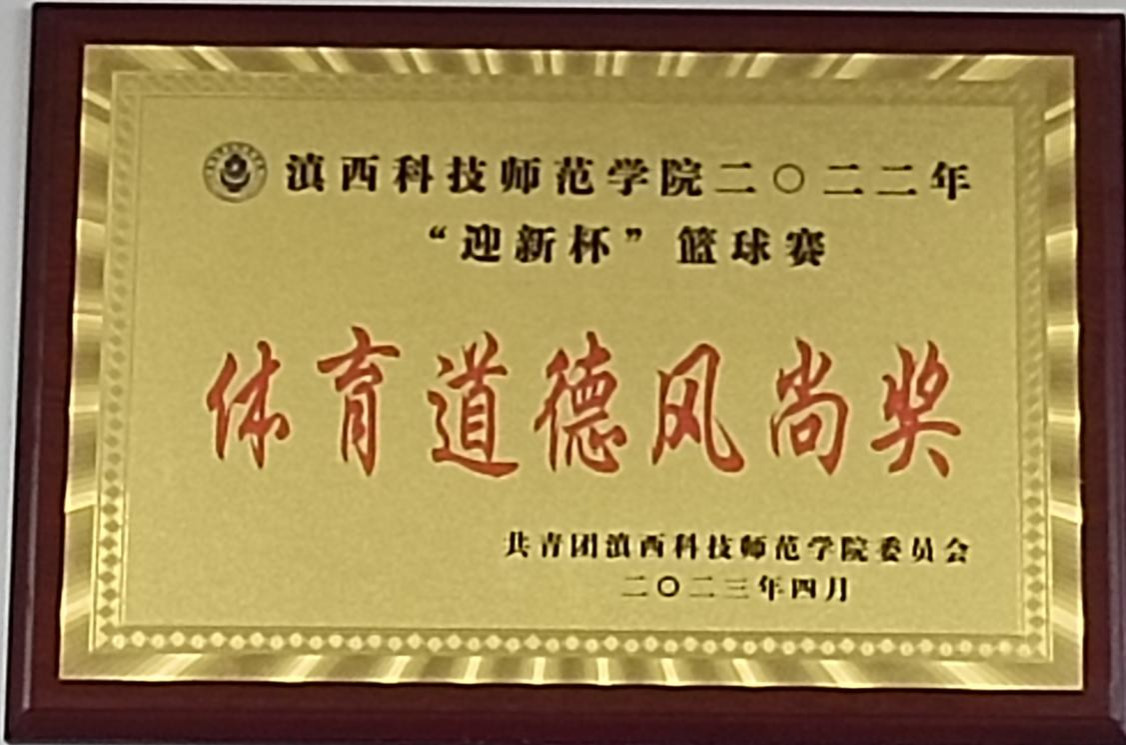 滇西科技师范学院二〇二二年
“迎新杯”篮球赛
体育道德风尚奖
共青团滇西科技师范学院委员会
二〇二三年四月